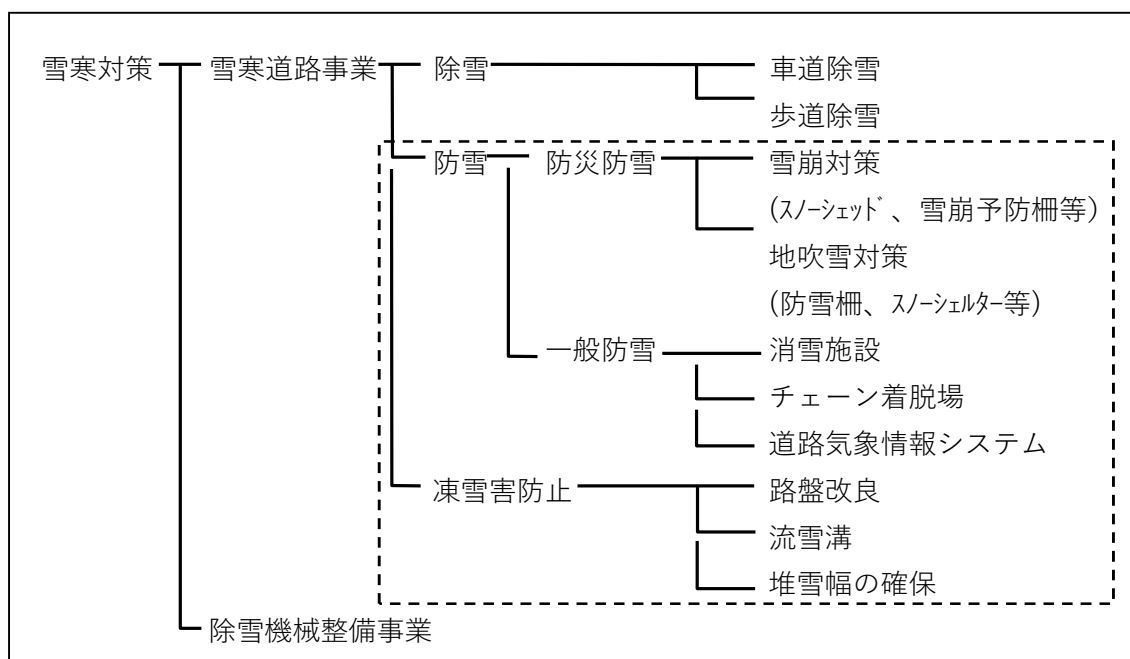 雪寒対策 雪寒道路事業 除雪 車道除雪
歩道除雪
防雪 防災防雪 雪崩対策
(ｽﾉｰｼｪｯﾄﾞ、雪崩予防柵等)
地吹雪対策
(防雪柵、ｽﾉｰｼｪﾙﾀｰ等)
一般防雪 消雪施設
チェーン着脱場
道路気象情報システム
凍雪害防止 路盤改良
流雪溝
堆雪幅の確保
除雪機械整備事業